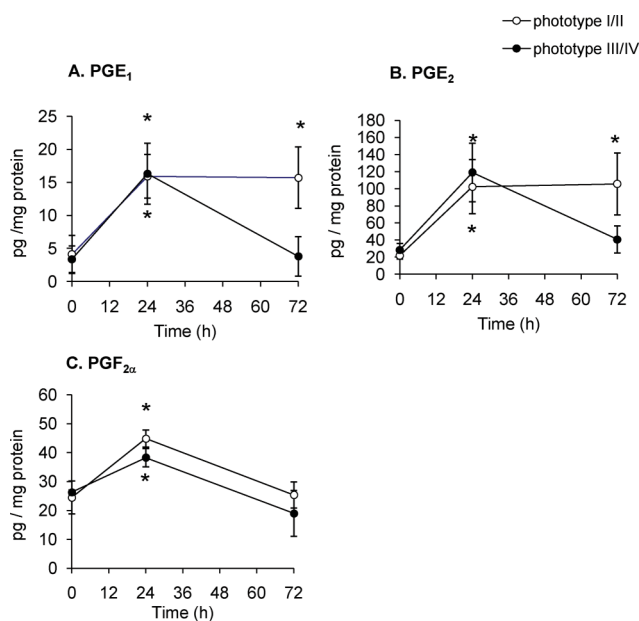 phototype I/II
phototype III/IV
A. PGE1
*
*
*
25
20
15
10
5
0
pg /mg protein
0 24 36 48 60 72
Time (h)
B. PGE2
*
*
*
180
160
140
120
100
80
60
40
20
0
pg / mg protein
0 12 24 36 48 60 72
Time (h)
C. PGF2α
*
*
60
50
40
30
20
10
0
pg / mg protein
0 12 24 36 48 60 72
Time (h)